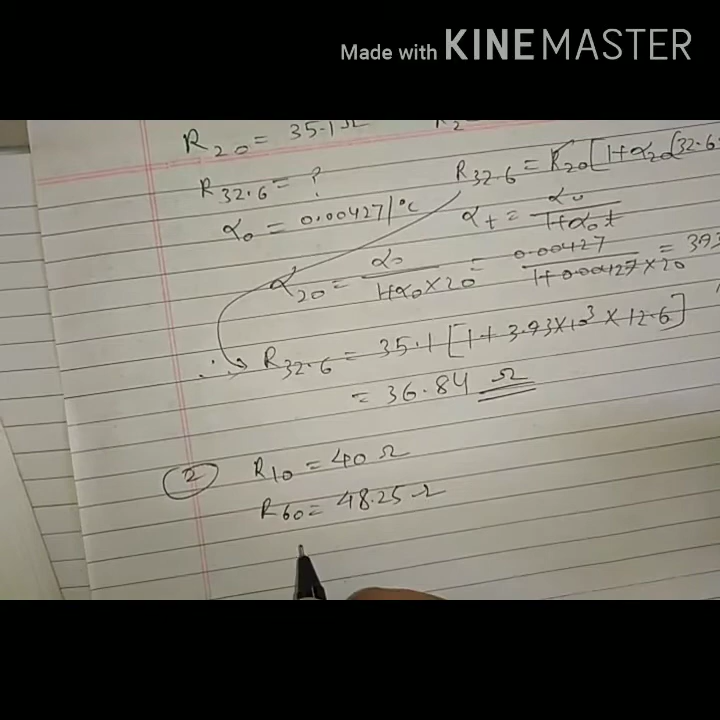 Made with KINEMASTER
R₂₀ = 35.1 Ω
R₃₂.₆ = ?
R₃₂.₆ = R₂₀ [1+α₂₀ (32.6
α₀ = 0.00427/°C
αₜ = α₀ / 1+α₀t
α₂₀ = α₀ / 1+α₀×20 = 0.00427 / 1+0.00427×20 = 393
∴ R₃₂.₆ = 35.1 [1+3.93×10³ × 12.6]
= 36.84 Ω
② R₁₀ = 40 Ω
R₆₀ = 48.25 Ω